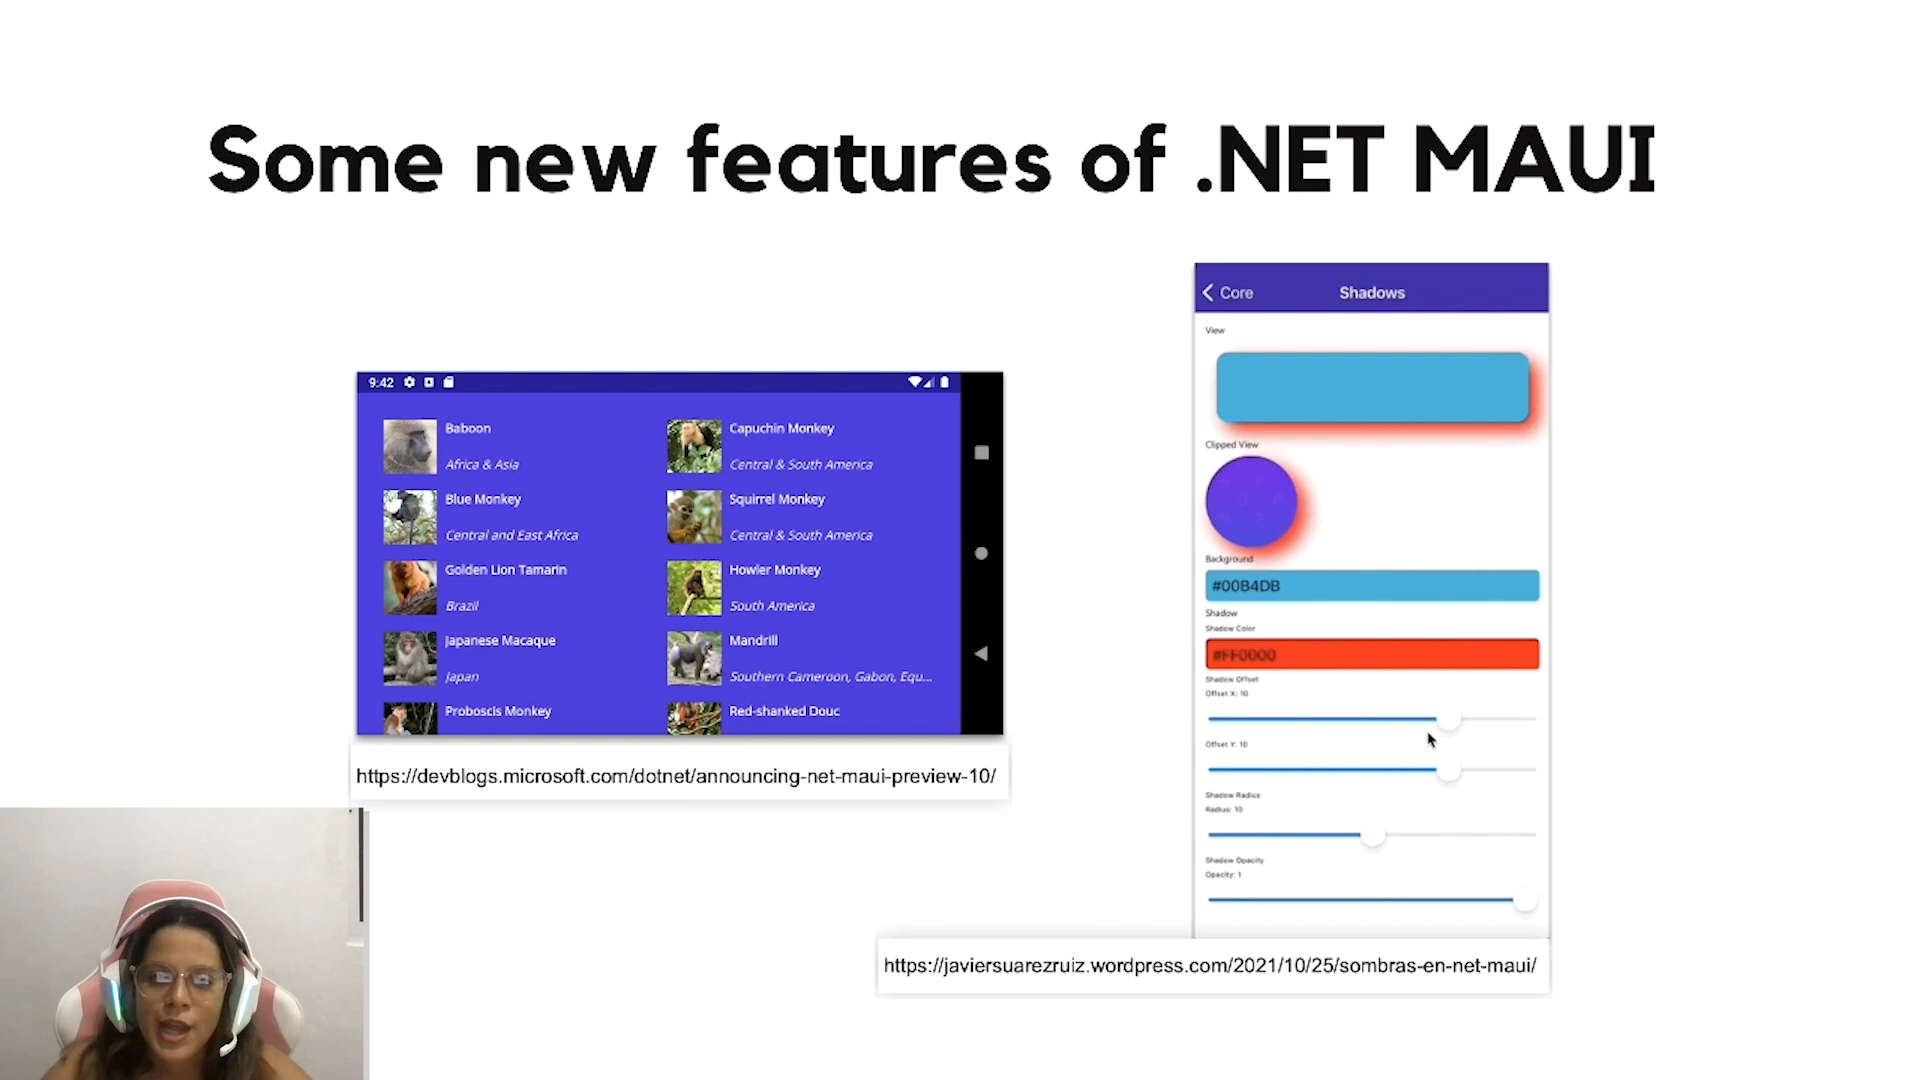 Some new features of .NET MAUI
9:42
Baboon
Africa & Asia
Blue Monkey
Central and East Africa
Golden Lion Tamarin
Brazil
Japanese Macaque
Japan
Proboscis Monkey
Capuchin Monkey
Central & South America
Squirrel Monkey
Central & South America
Howler Monkey
South America
Mandrill
Southern Cameroon, Gabon, Equ...
Red-shanked Douc
https://devblogs.microsoft.com/dotnet/announcing-net-maui-preview-10/
Core
Shadows
View
Clipped View
Background
#00B4DB
Shadow
Shadow Color
#FF0000
Shadow Offset
Offset X: 10
Offset Y: 10
Shadow Radius
Radius: 10
Shadow Opacity
Opacity: 1
https://javiersuarezruiz.wordpress.com/2021/10/25/sombras-en-net-maui/